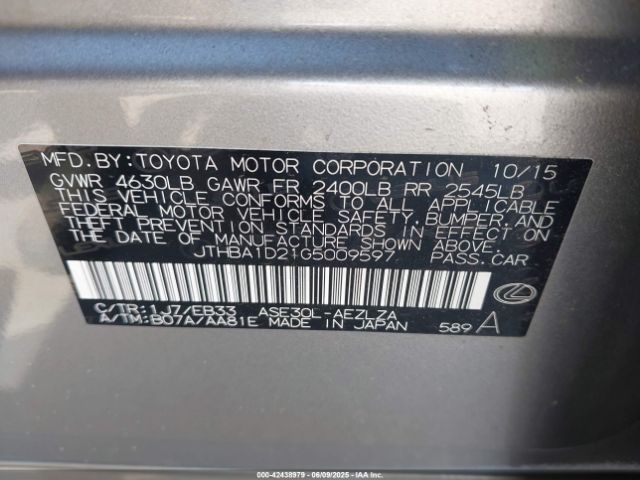 MFD.BY:TOYOTA MOTOR CORPORATION 10/15
GVWR 4630LB GAWR FR 2400LB RR 2545LB
THIS VEHICLE CONFORMS TO ALL APPLICABLE
FEDERAL MOTOR VEHICLE SAFETY,BUMPER,AND
THEFT PREVENTION STANDARDS IN EFFECT ON
THE DATE OF MANUFACTURE SHOWN ABOVE.
JTHBA1D21G5009597 PASS.CAR
C/TR:1J7/EB33 ASE30L-AEZLZA
A/TM:B07A/AA81E MADE IN JAPAN 589 A
00-42438979 - 06/09/2025 - IAAI.com